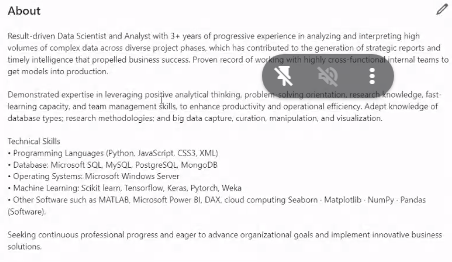 About
Result-driven Data Scientist and Analyst with 3+ years of progressive experience in analyzing and interpreting high
volumes of complex data across diverse project phases, which has contributed to the generation of strategic reports and
timely intelligence that propelled business success. Proven record of working with highly cross-functional internal teams to
get models into production.
Demonstrated expertise in leveraging positive analytical thinking, problem-solving orientation, research knowledge, fast-
learning capacity, and team management skills, to enhance productivity and operational efficiency. Adept knowledge of
database types; research methodologies; and big data capture, curation, manipulation, and visualization.
Technical Skills
• Programming Languages (Python, JavaScript, CSS3, XML)
• Database: Microsoft SQL, MySQL, PostgreSQL, MongoDB
• Operating Systems: Microsoft Windows Server
• Machine Learning: Scikit learn, Tensorflow, Keras, Pytorch, Weka
• Other Software such as MATLAB, Microsoft Power BI, DAX, cloud computing Seaborn · Matplotlib · NumPy · Pandas
(Software).
Seeking continuous professional progress and eager to advance organizational goals and implement innovative business
solutions.